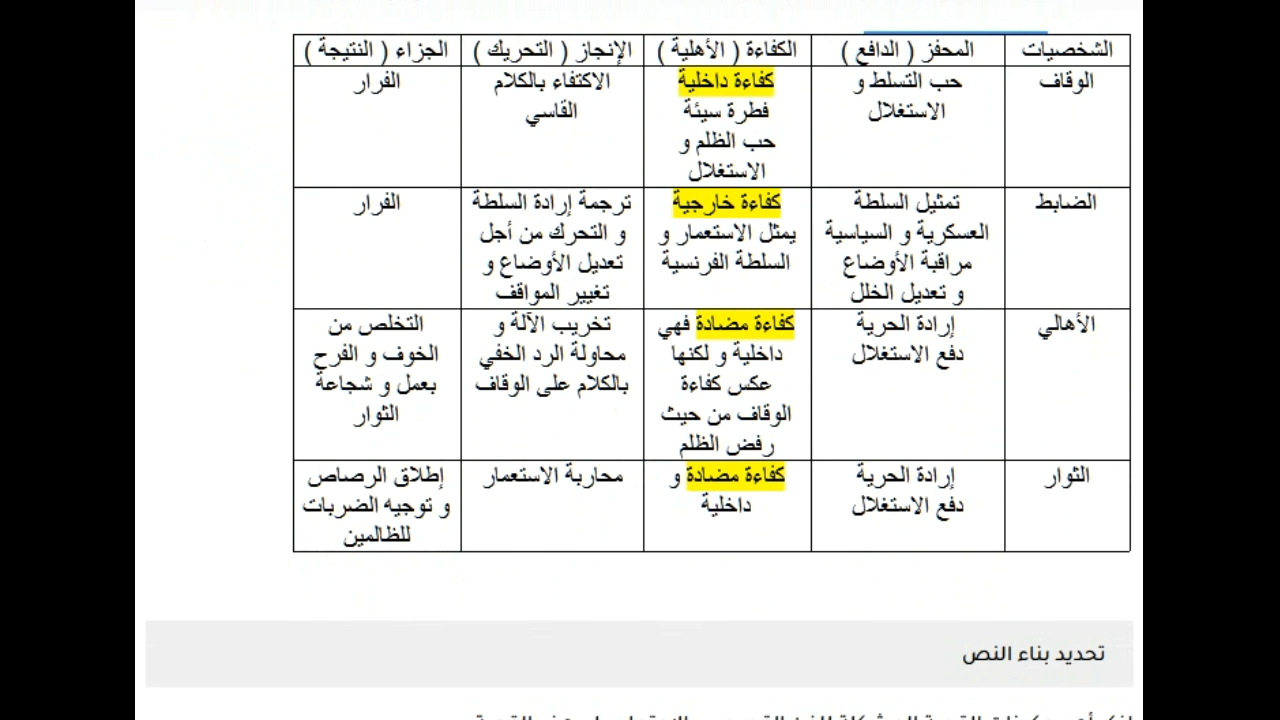 الشخصيات المحفز ( الدافع ) الكفاءة ( الأهلية ) الإنجاز ( التحريك ) الجزاء ( النتيجة )
الوقاف حب التسلط و كفاءة داخلية الاكتفاء بالكلام الفرار
الاستغلال فطرة سيئة القاسي
حب الظلم و
الاستغلال
الضابط تمثيل السلطة كفاءة خارجية ترجمة إرادة السلطة الفرار
العسكرية و السياسية يمثل الاستعمار و و التحرك من أجل
مراقبة الأوضاع السلطة الفرنسية تعديل الأوضاع و
و تعديل الخلل تغيير المواقف
الأهالي إرادة الحرية كفاءة مضادة فهي تخريب الآلة و التخلص من
دفع الاستغلال داخلية و لكنها محاولة الرد الخفي الخوف و الفرح
عكس كفاءة بالكلام على الوقاف بعمل و شجاعة
الوقاف من حيث الثوار
رفض الظلم
الثوار إرادة الحرية كفاءة مضادة و محاربة الاستعمار إطلاق الرصاص
دفع الاستغلال داخلية و توجيه الضربات
للظالمين
تحديد بناء النص